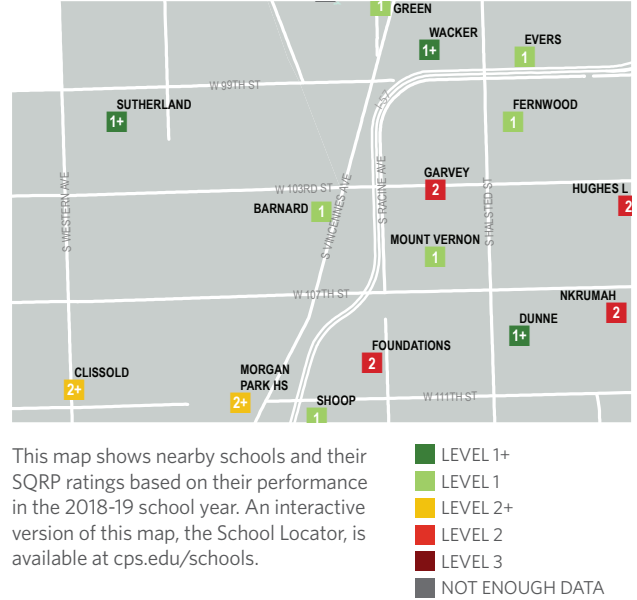 1
GREEN
WACKER
1+
EVERS
1
W 99TH ST
I-57
SUTHERLAND
1+
FERNWOOD
1
S WESTERN AVE
S VINCENNES AVE
S RACINE AVE
S HALSTED ST
GARVEY
2
W 103RD ST
HUGHES L
2
BARNARD
1
MOUNT VERNON
1
W 107TH ST
NKRUMAH
2
DUNNE
1+
FOUNDATIONS
2
CLISSOLD
2+
MORGAN
PARK HS
2+
SHOOP
1
W 111TH ST
This map shows nearby schools and their
SQRP ratings based on their performance
in the 2018-19 school year. An interactive
version of this map, the School Locator, is
available at cps.edu/schools.
LEVEL 1+
LEVEL 1
LEVEL 2+
LEVEL 2
LEVEL 3
NOT ENOUGH DATA